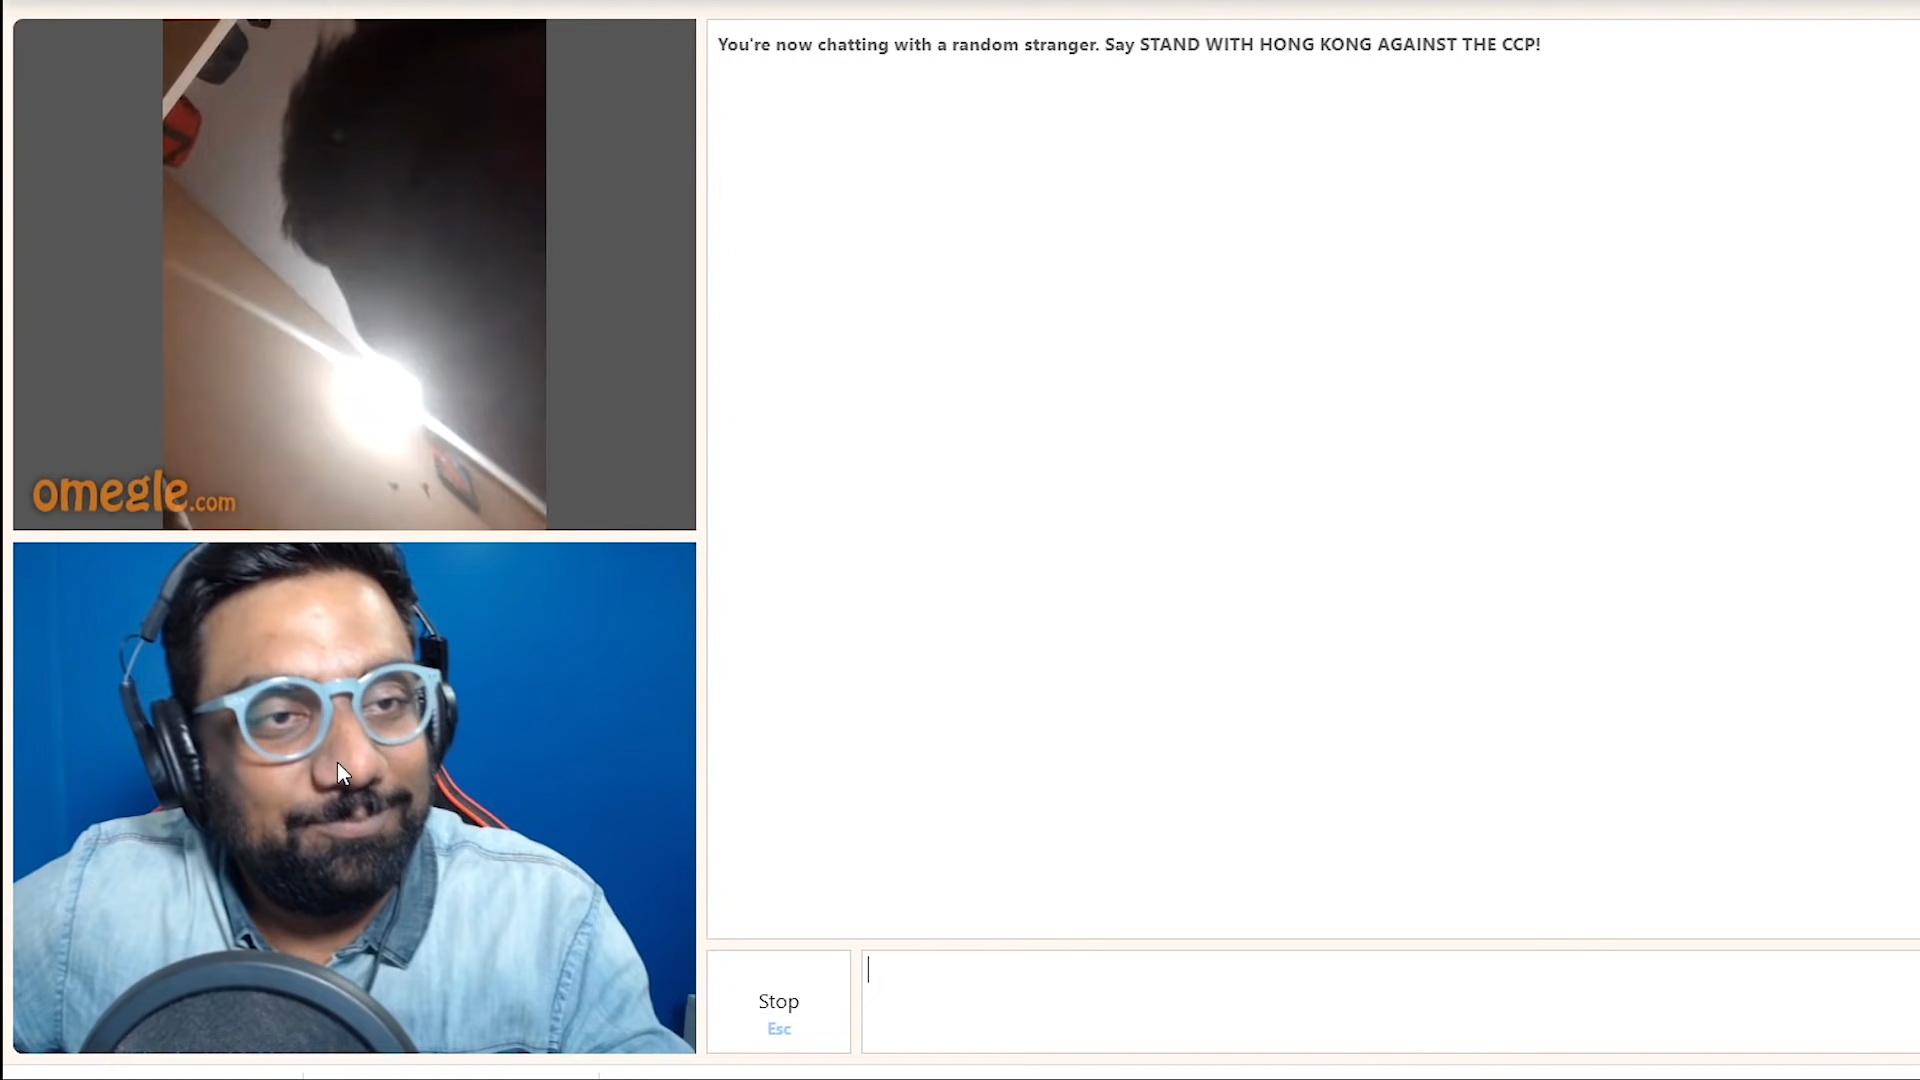 You're now chatting with a random stranger. Say STAND WITH HONG KONG AGAINST THE CCP!
omegle.com
Stop
Esc